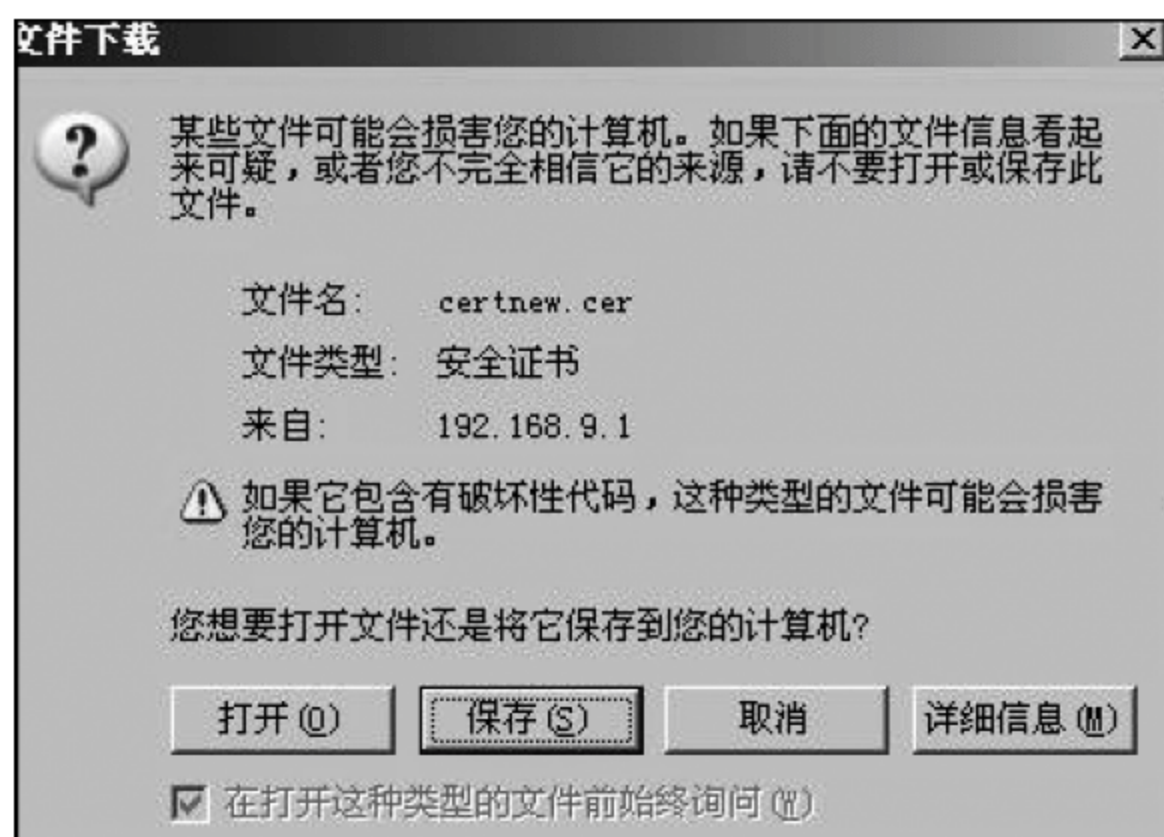 文件下载
某些文件可能会损害您的计算机。如果下面的文件信息看起
来可疑，或者您不完全相信它的来源，请不要打开或保存此
文件。
文件名: certnew.cer
文件类型: 安全证书
来自: 192.168.9.1
如果它包含有破坏性代码，这种类型的文件可能会损害
您的计算机。
您想要打开文件还是将它保存到您的计算机?
打开(O) 保存(S) 取消 详细信息(M)
在打开这种类型的文件前始终询问(W)